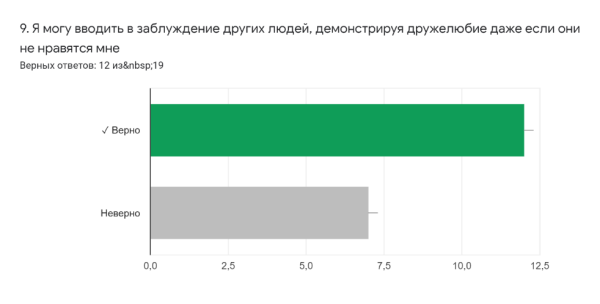 9. Я могу вводить в заблуждение других людей, демонстрируя дружелюбие даже если они
не нравятся мне
Верных ответов: 12 из&nbsp;19
✓ Верно
Неверно
0,0 2,5 5,0 7,5 10,0 12,5